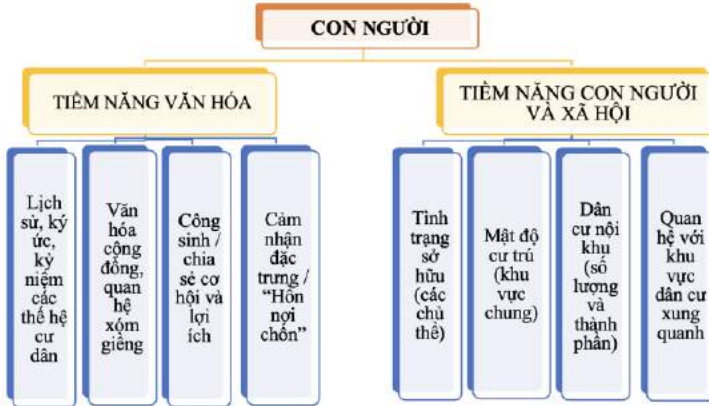 CON NGƯỜI
TIỀM NĂNG VĂN HÓA
TIỀM NĂNG CON NGƯỜI
VÀ XÃ HỘI
Lịch
sử, ký
ức,
kỷ
niệm
các
thế hệ
cư
dân
Văn
hóa
cộng
đồng,
quan
hệ
xóm
giềng
Công
sinh /
chia
sẻ cơ
hội và
lợi
ích
Cảm
nhận
đặc
trưng /
“Hồn
nơi
chốn”
Tình
trạng
sở
hữu
(các
chủ
thể)
Mật độ
cư trú
(khu
vực
chung)
Dân
cư nội
khu
(số
lượng
và
thành
phần)
Quan
hệ với
khu
vực
dân cư
xung
quanh